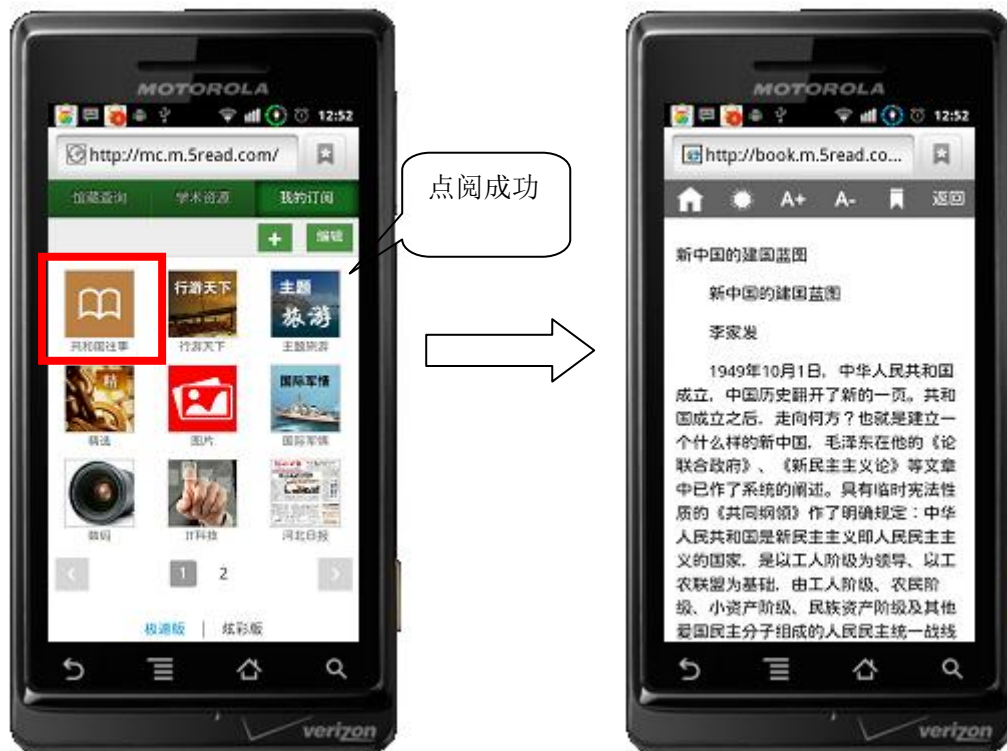 MOTOROLA
12:52
http://mc.m.5read.com/
馆藏查询 学术资源 我的订阅
+ 编辑
行游天下
主题
旅游
共和国往事 行游天下 主题旅游
精
国际军情
精选 图片 国际军情
数码 IT科技 河北日报
1 2
极速版 | 炫彩版
verizon
点阅成功
MOTOROLA
12:52
http://book.m.5read.co...
A+ A- 返回
新中国的建国蓝图
新中国的建国蓝图
李家发
1949年10月1日，中华人民共和国
成立，中国历史翻开了新的一页。共和
国成立之后，走向何方？也就是建立一
个什么样的新中国，毛泽东在他的《论
联合政府》、《新民主主义论》等文章
中已作了系统的阐述。具有临时宪法性
质的《共同纲领》作了明确规定：中华
人民共和国是新民主主义即人民民主主
义的国家，是以工人阶级为领导、以工
农联盟为基础，由工人阶级、农民阶
级、小资产阶级、民族资产阶级及其他
爱国民主分子组成的人民民主统一战线
verizon